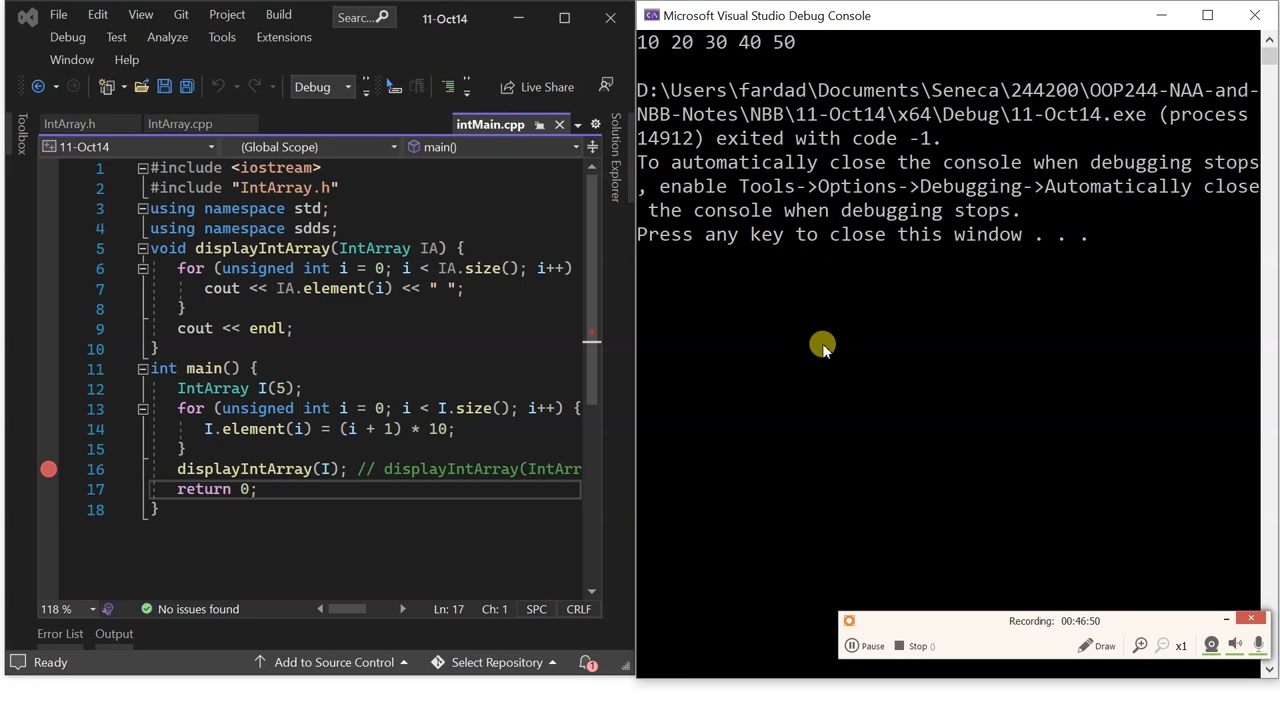 File Edit View Git Project Build Searc... 11-Oct14
Debug Test Analyze Tools Extensions
Window Help
Debug Live Share
Toolbox
IntArray.h IntArray.cpp intMain.cpp
11-Oct14 (Global Scope) main()
Solution Explorer
1 #include <iostream>
2 #include "IntArray.h"
3 using namespace std;
4 using namespace sdds;
5 void displayIntArray(IntArray IA) {
6 for (unsigned int i = 0; i < IA.size(); i++)
7 cout << IA.element(i) << " ";
8 }
9 cout << endl;
10 }
11 int main() {
12 IntArray I(5);
13 for (unsigned int i = 0; i < I.size(); i++) {
14 I.element(i) = (i + 1) * 10;
15 }
16 displayIntArray(I); // displayIntArray(IntArr
17 return 0;
18 }
118 % No issues found Ln: 17 Ch: 1 SPC CRLF
Error List Output
Ready Add to Source Control Select Repository 1
Microsoft Visual Studio Debug Console
10 20 30 40 50
D:\Users\fardad\Documents\Seneca\244200\OOP244-NAA-and-
NBB-Notes\NBB\11-Oct14\x64\Debug\11-Oct14.exe (process
14912) exited with code -1.
To automatically close the console when debugging stops
, enable Tools->Options->Debugging->Automatically close
the console when debugging stops.
Press any key to close this window . . .
Recording: 00:46:50
Pause Stop () Draw x1